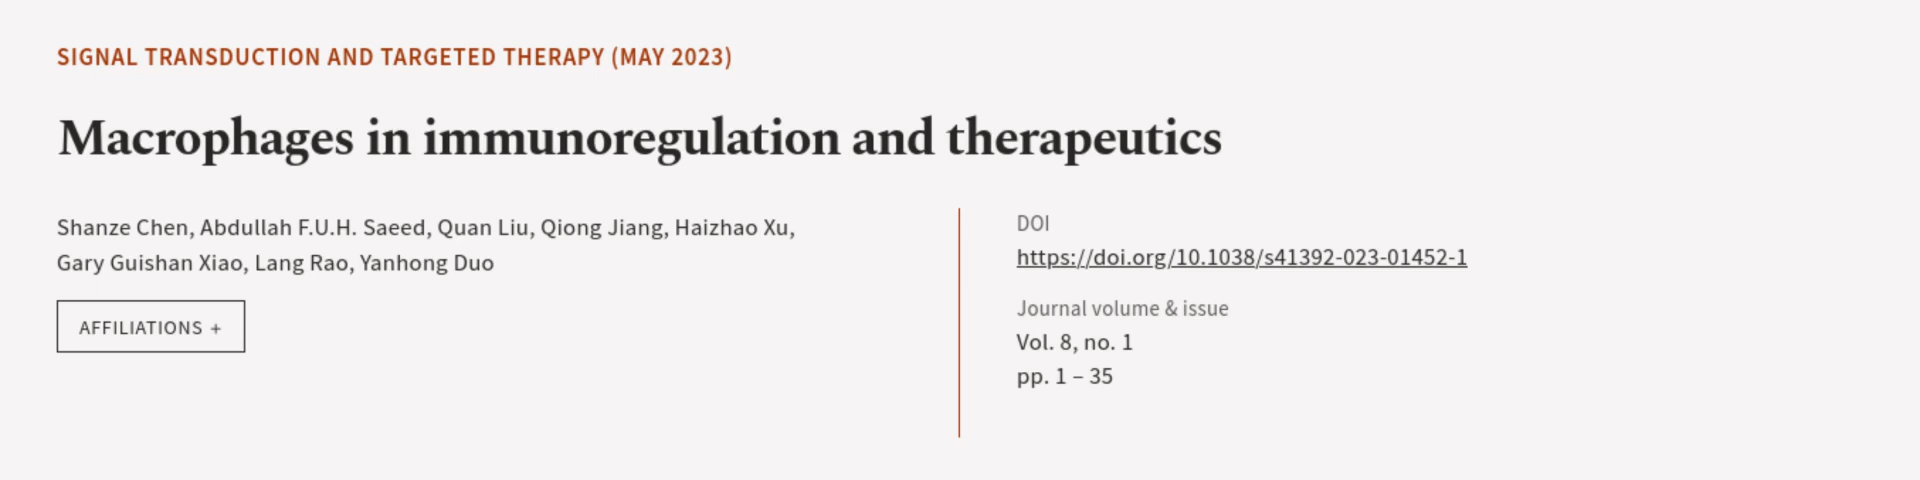 SIGNAL TRANSDUCTION AND TARGETED THERAPY (MAY 2023)
Macrophages in immunoregulation and therapeutics
Shanze Chen, Abdullah F.U.H. Saeed, Quan Liu, Qiong Jiang, Haizhao Xu,
Gary Guishan Xiao, Lang Rao, Yanhong Duo
AFFILIATIONS +
DOI
https://doi.org/10.1038/s41392-023-01452-1
Journal volume & issue
Vol. 8, no. 1
pp. 1 – 35